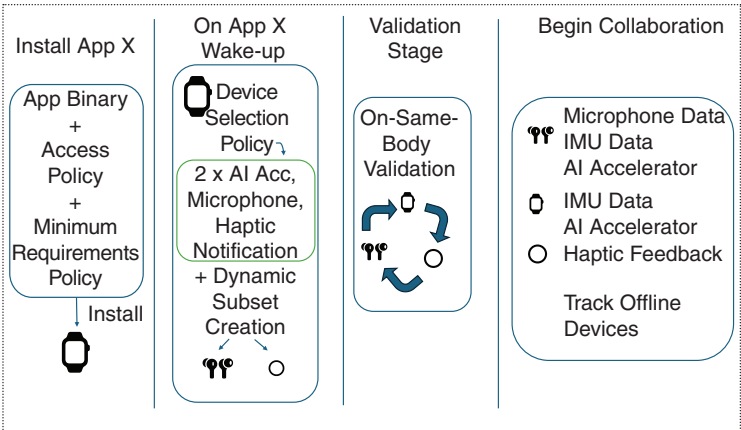 Install App X
App Binary
+
Access
Policy
+
Minimum
Requirements
Policy
Install
On App X
Wake-up
Device
Selection
Policy
2 x AI Acc,
Microphone,
Haptic
Notification
+ Dynamic
Subset
Creation
Validation
Stage
On-Same-
Body
Validation
Begin Collaboration
Microphone Data
IMU Data
AI Accelerator
IMU Data
AI Accelerator
Haptic Feedback
Track Offline
Devices